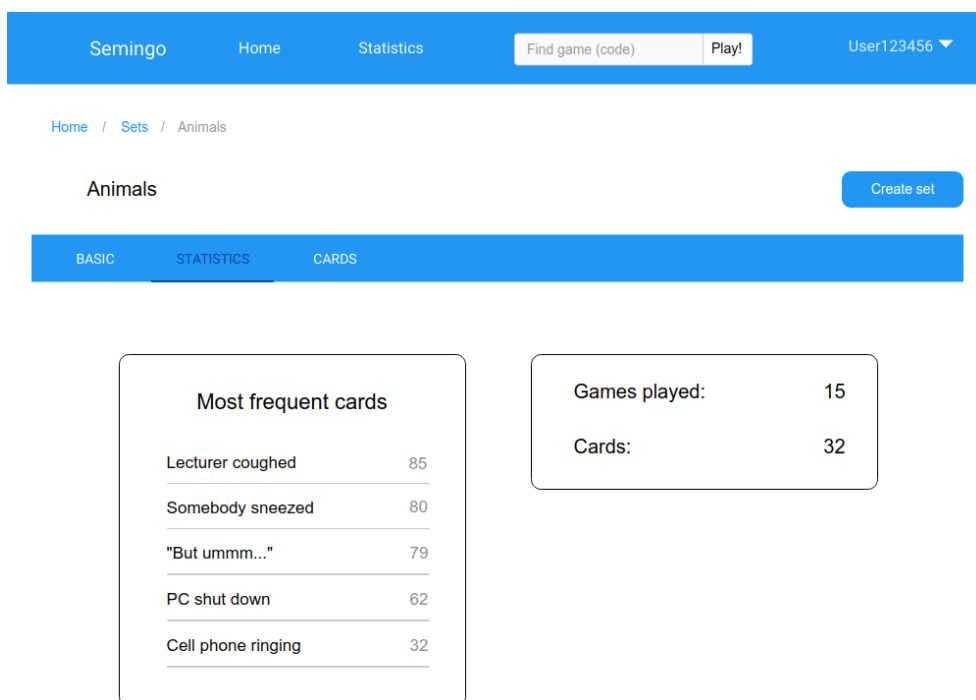 Semingo Home Statistics Find game (code) Play! User123456
Home / Sets / Animals
Animals Create set
BASIC STATISTICS CARDS
Most frequent cards
Lecturer coughed 85
Somebody sneezed 80
"But ummm..." 79
PC shut down 62
Cell phone ringing 32
Games played: 15
Cards: 32